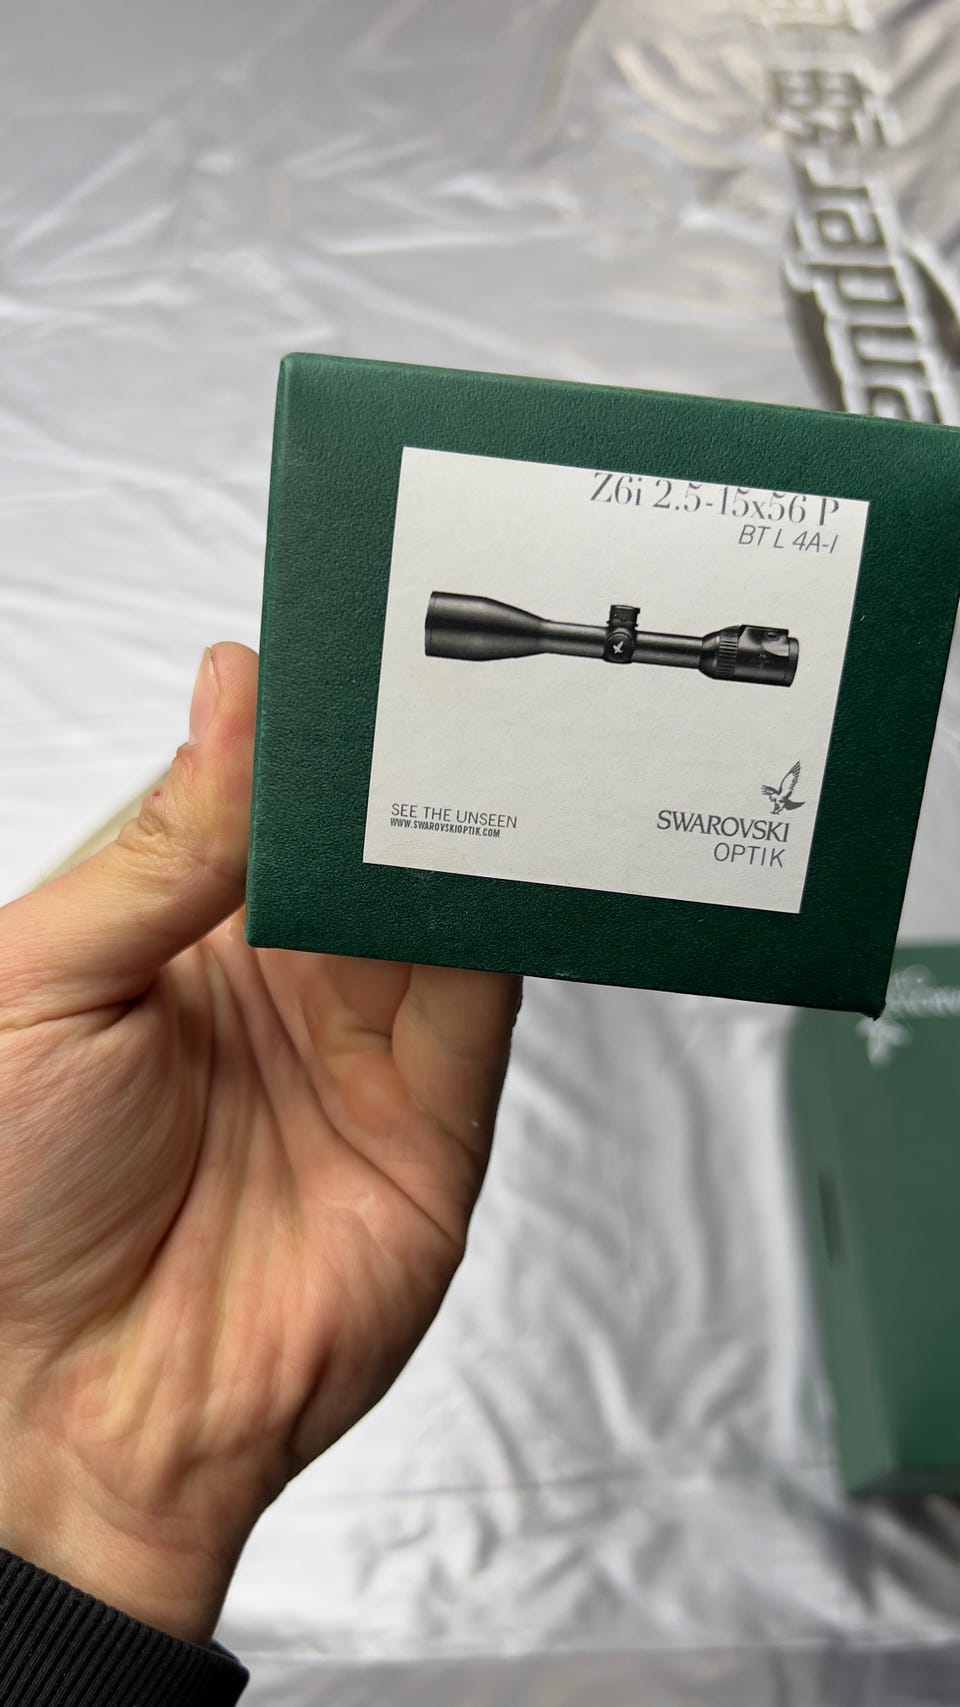 Z6i 2.5-15x56 P
BT L 4A-I
SEE THE UNSEEN
WWW.SWAROVSKIOPTIK.COM
SWAROVSKI
OPTIK